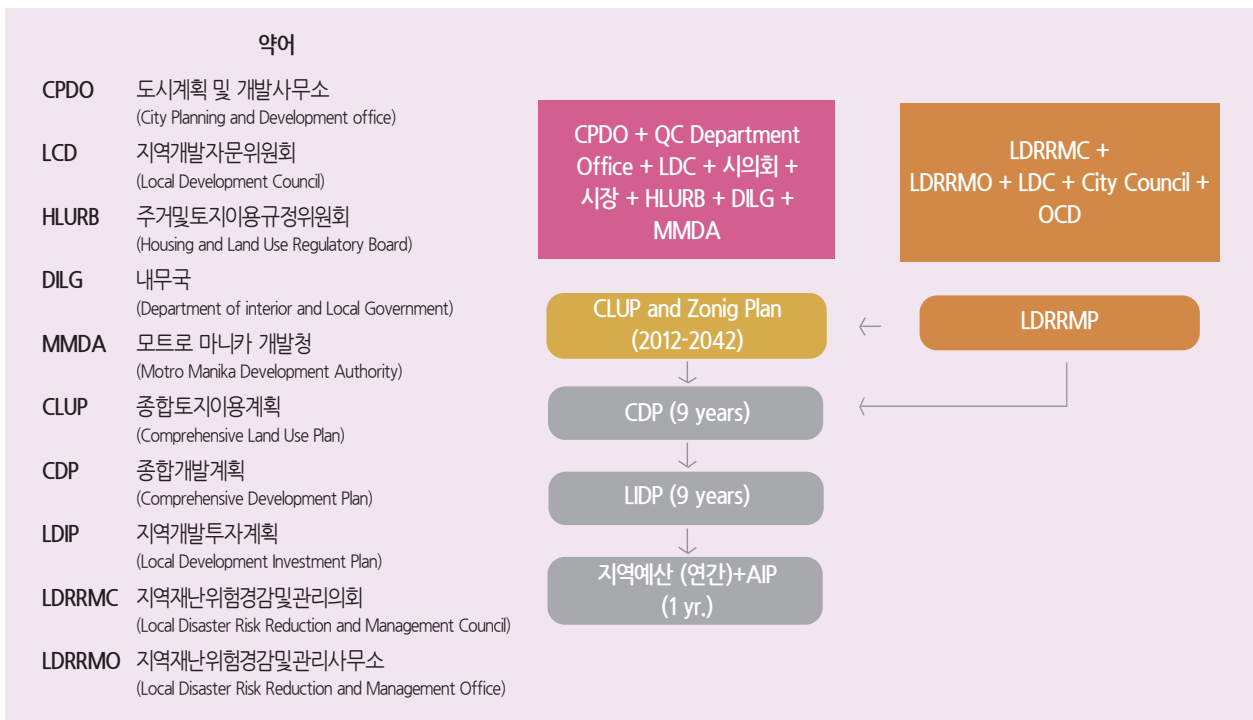 약어
CPDO 도시계획 및 개발사무소
(City Planning and Development office)
LCD 지역개발자문위원회
(Local Development Council)
HLURB 주거및토지이용규정위원회
(Housing and Land Use Regulatory Board)
DILG 내무국
(Department of interior and Local Government)
MMDA 모트로 마니카 개발청
(Motro Manika Development Authority)
CLUP 종합토지이용계획
(Comprehensive Land Use Plan)
CDP 종합개발계획
(Comprehensive Development Plan)
LDIP 지역개발투자계획
(Local Development Investment Plan)
LDRRMC 지역재난위험경감및관리의회
(Local Disaster Risk Reduction and Management Council)
LDRRMO 지역재난위험경감및관리사무소
(Local Disaster Risk Reduction and Management Office)
CPDO + QC Department
Office + LDC + 시의회 +
시장 + HLURB + DILG +
MMDA
LDRRMC +
LDRRMO + LDC + City Council +
OCD
CLUP and Zonig Plan
(2012-2042)
LDRRMP
CDP (9 years)
LIDP (9 years)
지역예산 (연간)+AIP
(1 yr.)